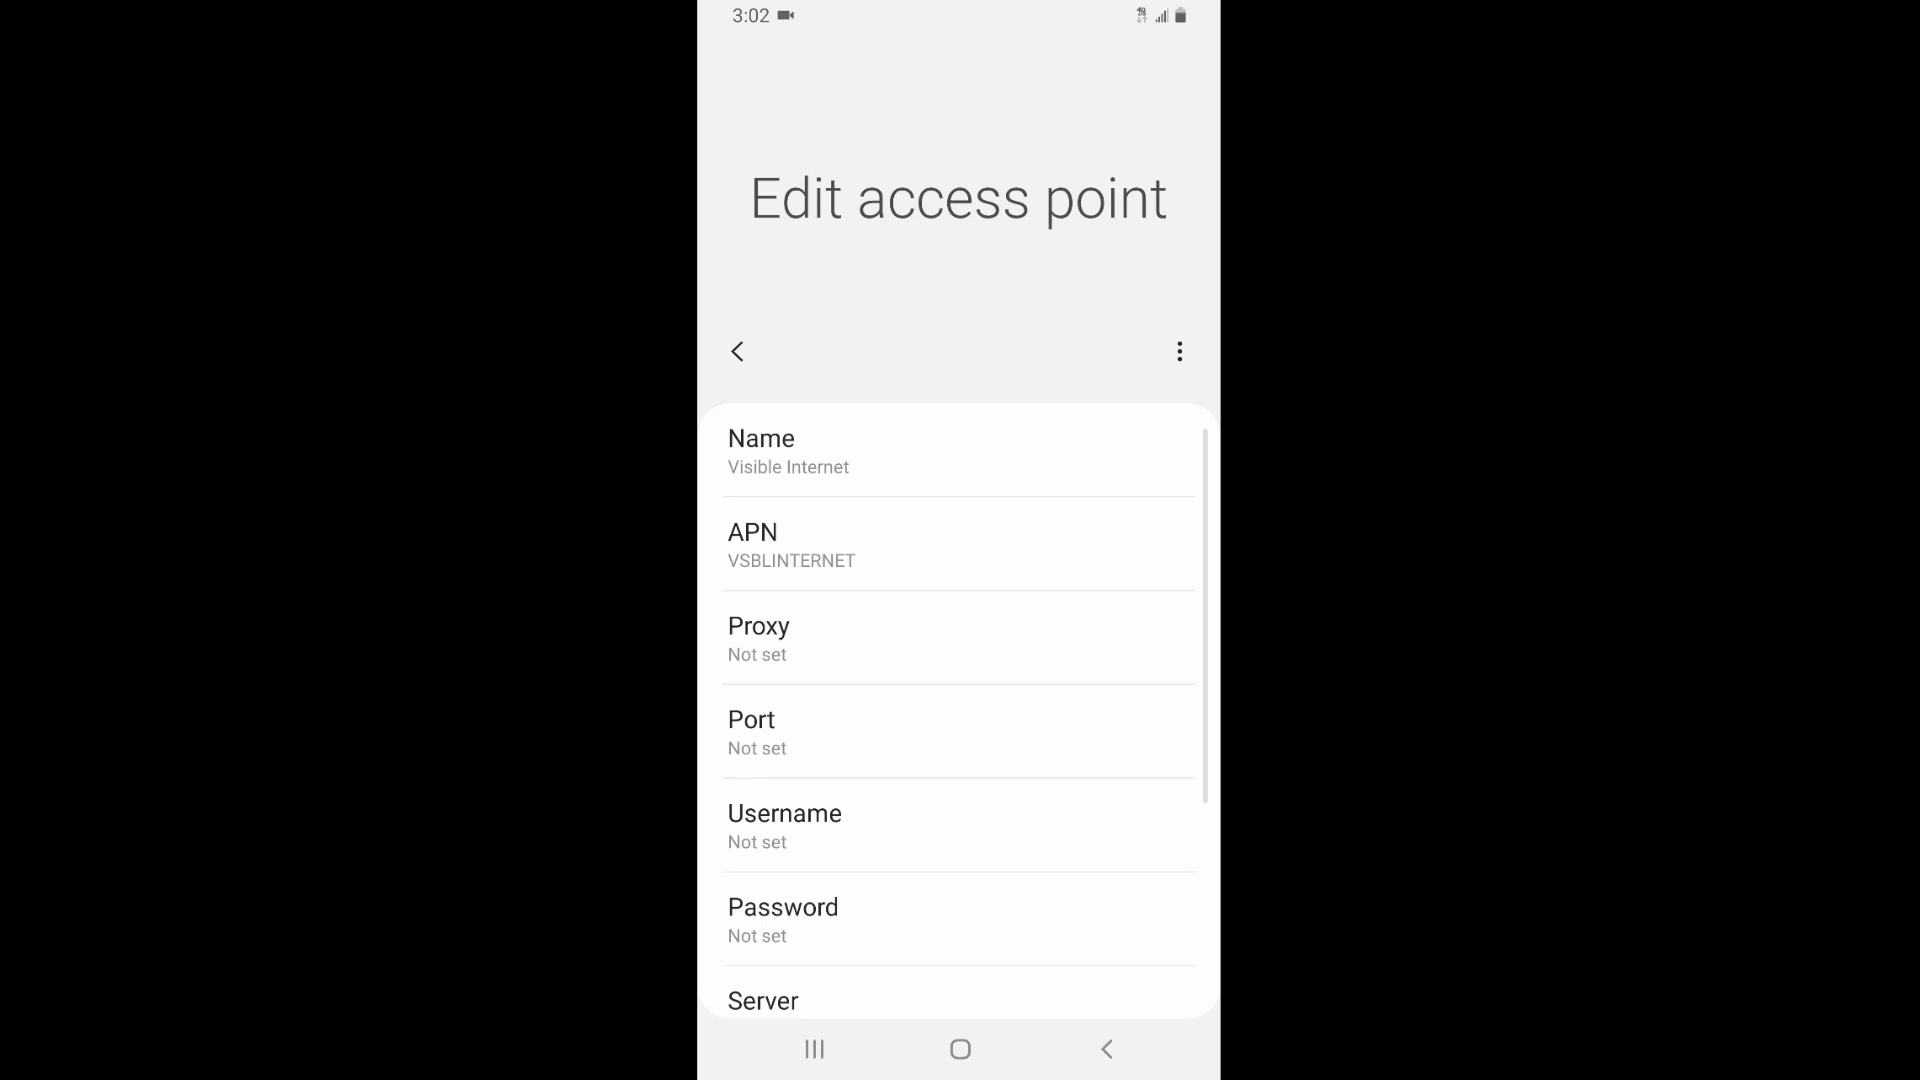 3:02
Edit access point
Name
Visible Internet
APN
VSBLINTERNET
Proxy
Not set
Port
Not set
Username
Not set
Password
Not set
Server